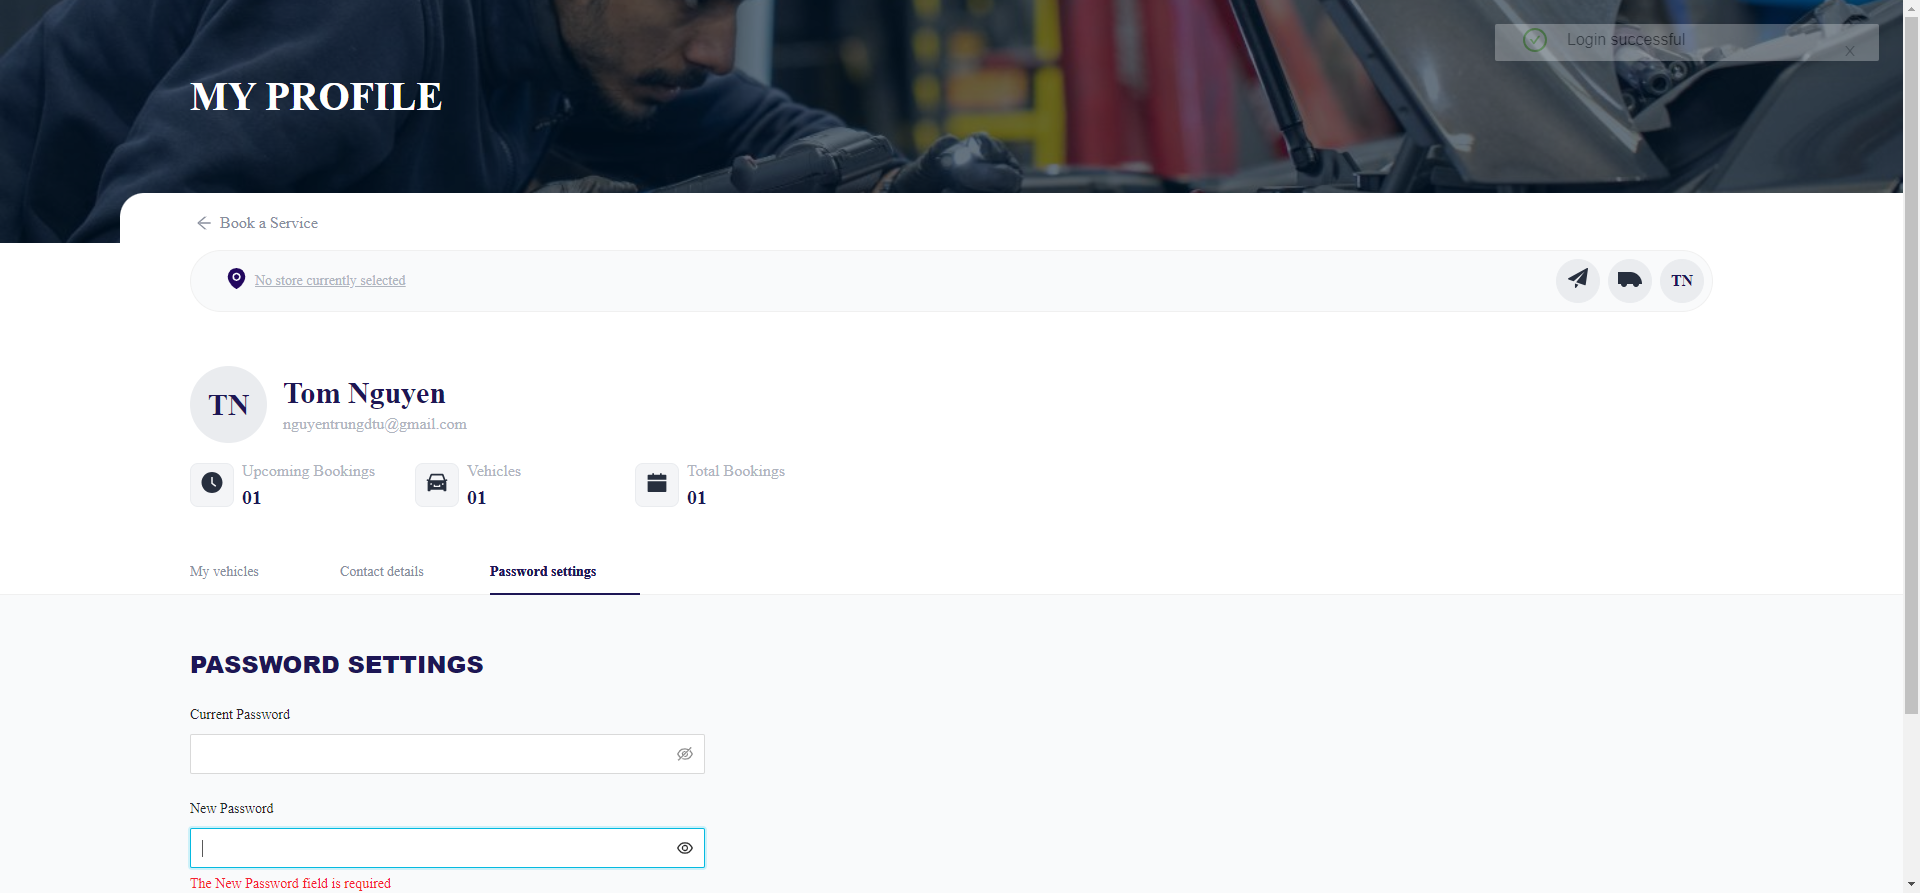 Login successful
x
MY PROFILE
Book a Service
No store currently selected
TN
TN
Tom Nguyen
nguyentrungdtu@gmail.com
Upcoming Bookings
01
Vehicles
01
Total Bookings
01
My vehicles
Contact details
Password settings
PASSWORD SETTINGS
Current Password
New Password
The New Password field is required